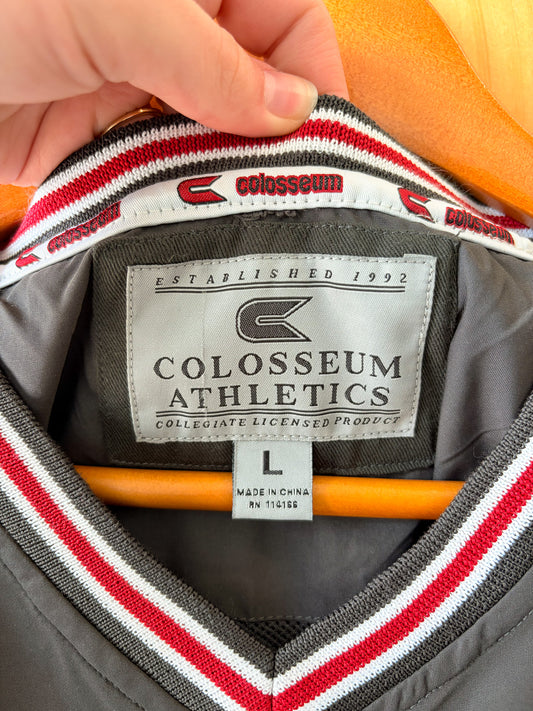 colosseum
colosseum
colosseum
ESTABLISHED 1992
COLOSSEUM
ATHLETICS
COLLEGIATE LICENSED PRODUCT
L
MADE IN CHINA
RN 114166